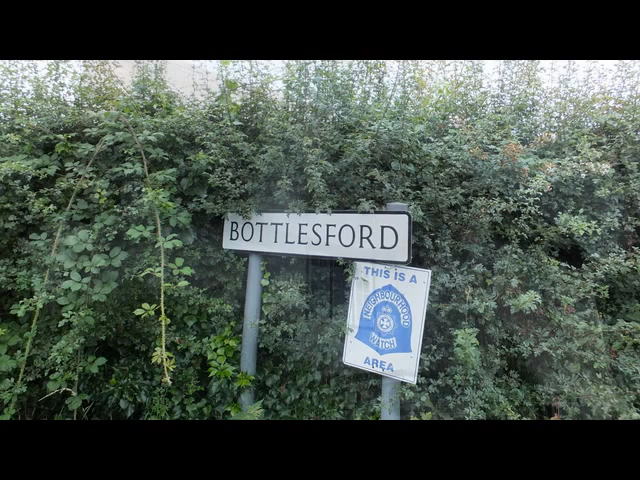 BOTTLESFORD
THIS IS A
NEIGHBOURHOOD
WATCH
AREA